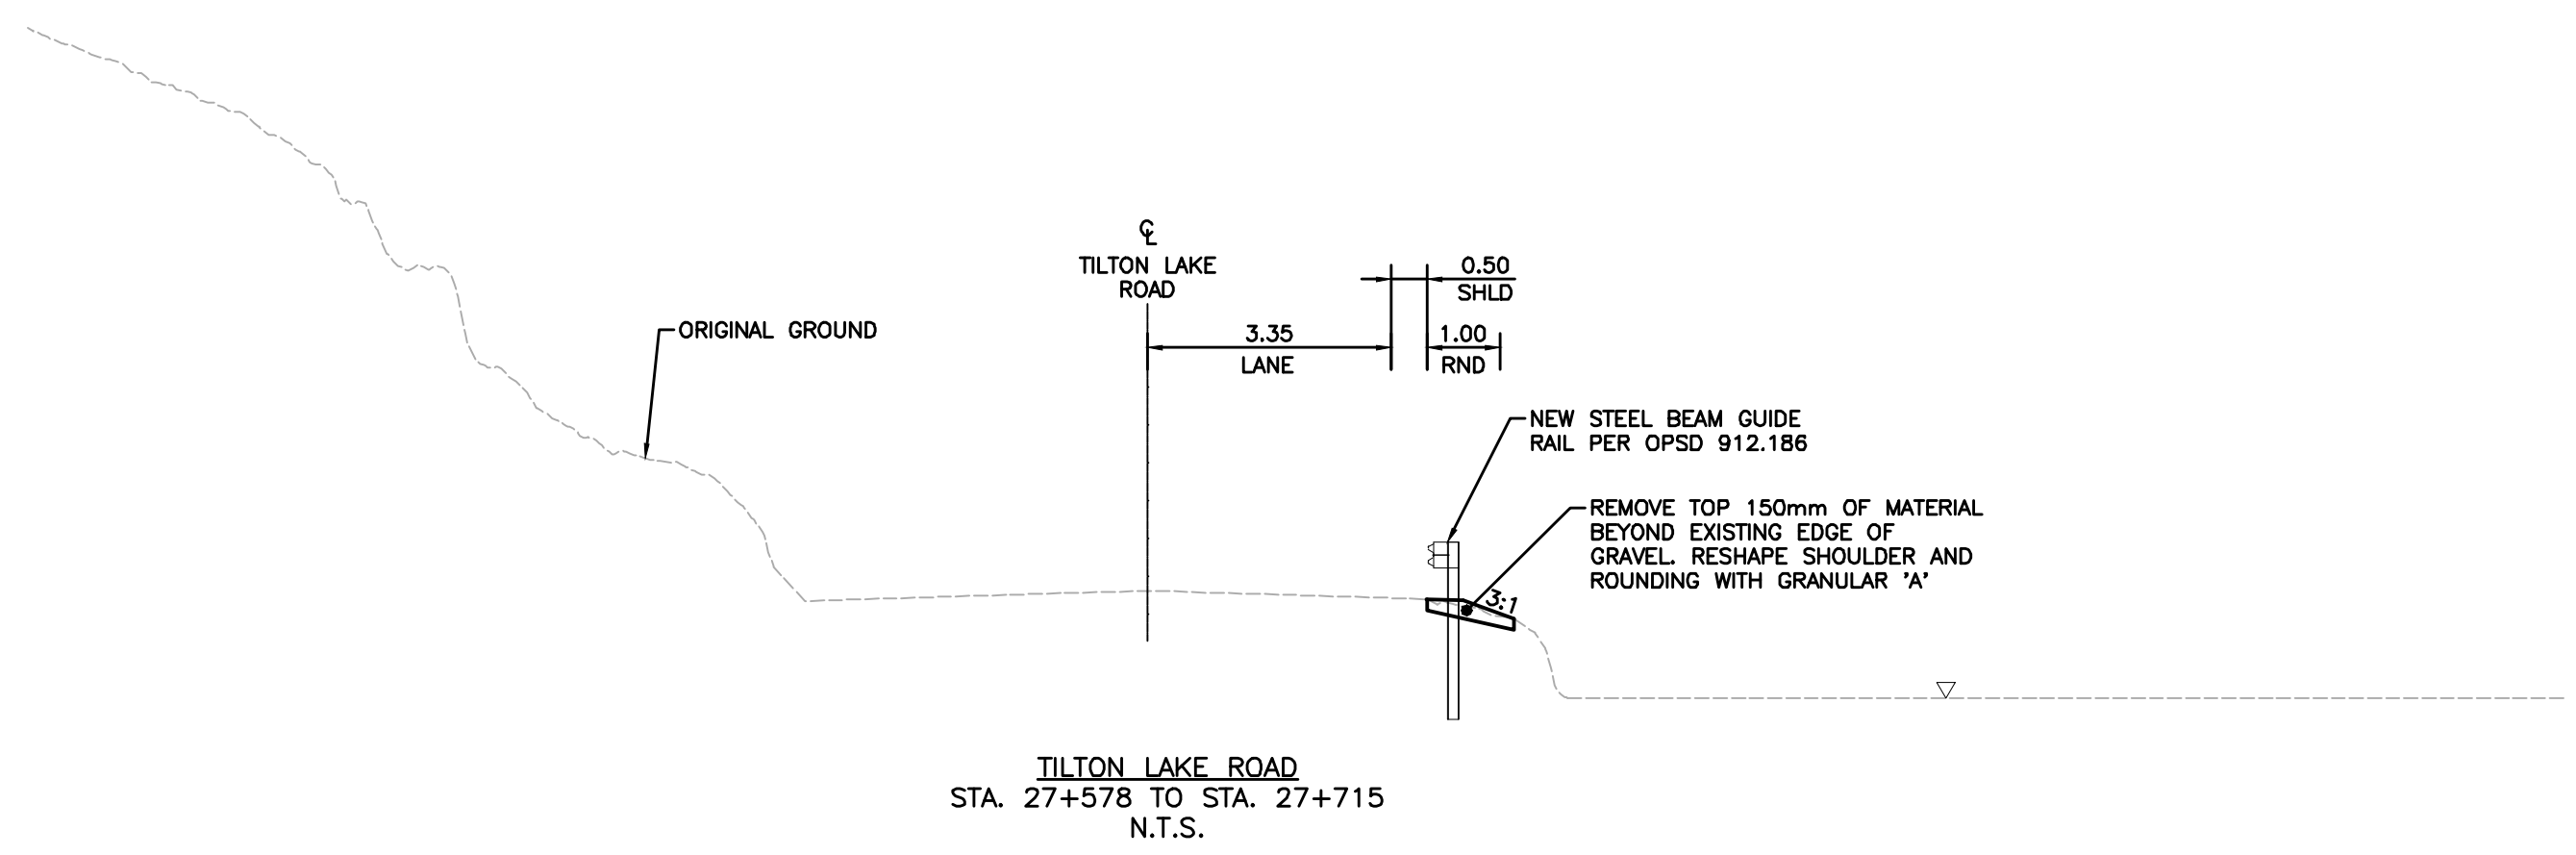 ℄
TILTON LAKE
ROAD
0.50
SHLD
3.35
LANE
1.00
RND
ORIGINAL GROUND
NEW STEEL BEAM GUIDE
RAIL PER OPSD 912.186
REMOVE TOP 150mm OF MATERIAL
BEYOND EXISTING EDGE OF
GRAVEL. RESHAPE SHOULDER AND
ROUNDING WITH GRANULAR 'A'
3:1
TILTON LAKE ROAD
STA. 27+578 TO STA. 27+715
N.T.S.